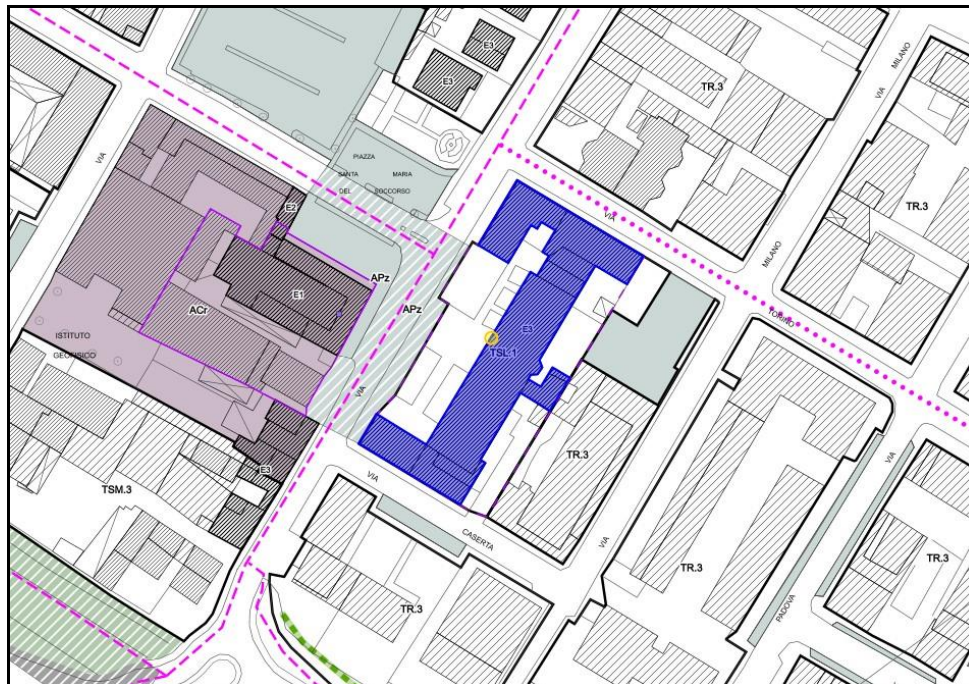 E3
E3
TR.3
MILANO
VIA
VIA
PIAZZA
SANTA MARIA
DEL SOCCORSO
E2
VIA
TR.3
APz
E1
APz
ACr
MILANO
VIA
TORINO
E3
TSL.1
ISTITUTO
GEOFISICO
VIA
TR.3
E3
VIA
TSM.3
CASERTA
VIA
VIA
TR.3
TR.3
TR.3
PADOVA